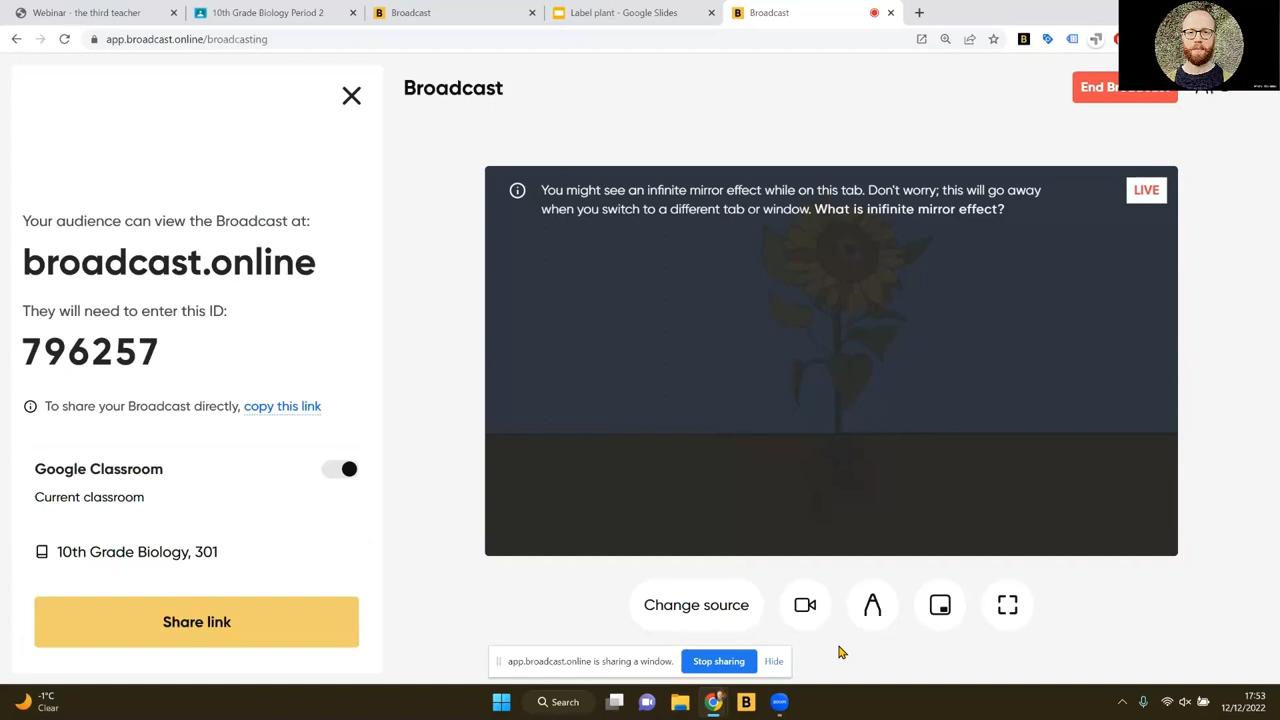 Webinar - the third teacher
10th Grade Biology Period 2
Broadcast
Label plant - Google Slides
Broadcast
app.broadcast.online/broadcasting
Broadcast
End Br
Your audience can view the Broadcast at:
broadcast.online
They will need to enter this ID:
796257
To share your Broadcast directly, copy this link
Google Classroom
Current classroom
10th Grade Biology, 301
Share link
You might see an infinite mirror effect while on this tab. Don't worry; this will go away
when you switch to a different tab or window. What is inifinite mirror effect?
LIVE
Change source
app.broadcast.online is sharing a window.
Stop sharing
Hide
-1°C
Clear
Search
17:53
12/12/2022